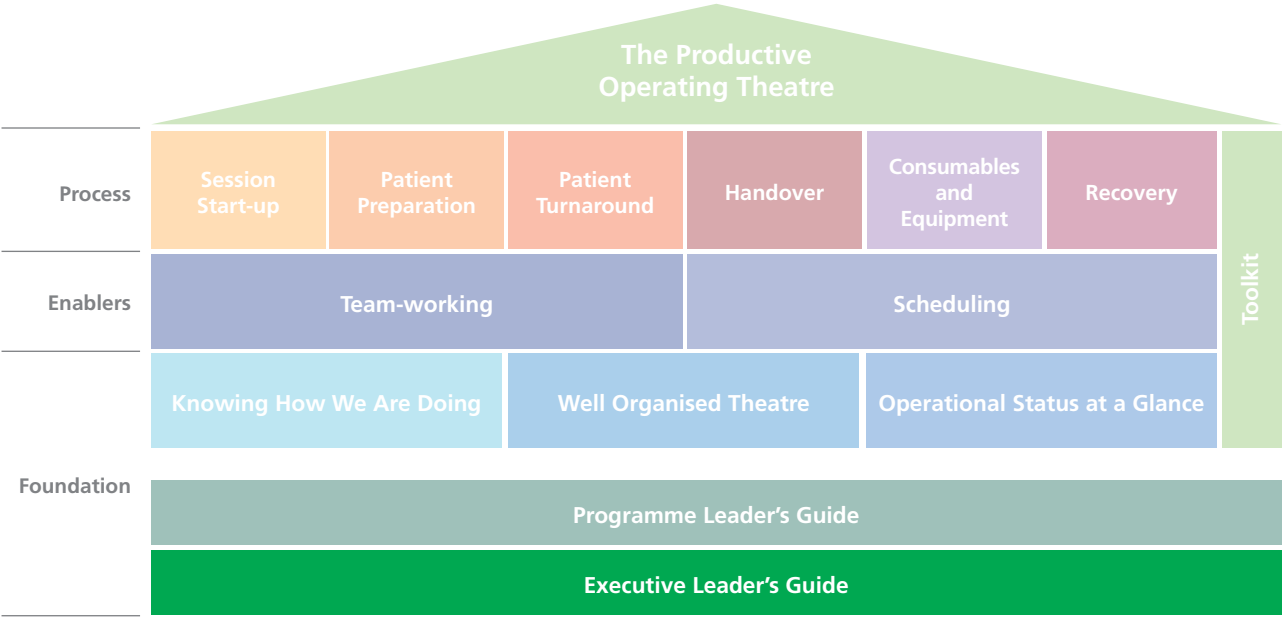 The Productive
Operating Theatre
Process
Session
Start-up
Patient
Preparation
Patient
Turnaround
Handover
Consumables
and
Equipment
Recovery
Toolkit
Enablers
Team-working
Scheduling
Foundation
Knowing How We Are Doing
Well Organised Theatre
Operational Status at a Glance
Programme Leader's Guide
Executive Leader's Guide